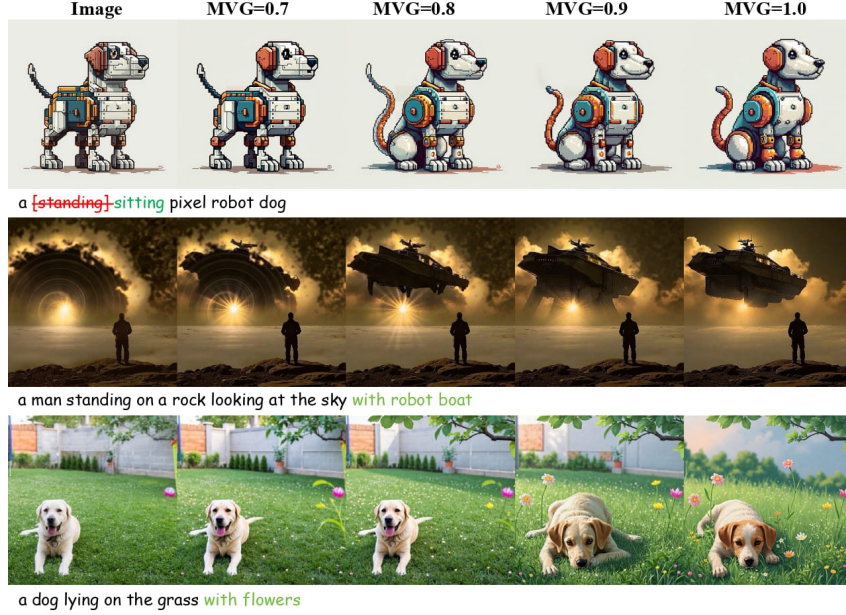 Image MVG=0.7 MVG=0.8 MVG=0.9 MVG=1.0
a [standing] sitting pixel robot dog
a man standing on a rock looking at the sky with robot boat
a dog lying on the grass with flowers